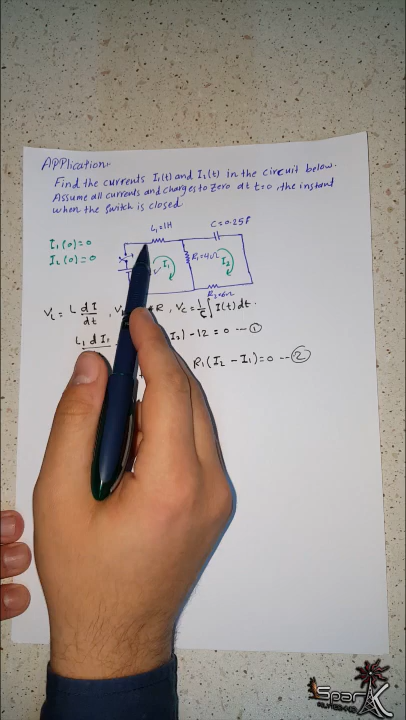 Application:-
Find the currents I₁(t) and I₂(t) in the circuit below.
Assume all currents and charges to zero at t=0, the instant
when the switch is closed
L₁=1H
C=0.25F
I₁(0)=0
I₂(0)=0
I₁
R₁=4Ω
I₂
R₂=6Ω
V_L = L dI/dt , V R , V_C = 1/C ∫ I(t) dt.
L₁ dI₁ I₂) -12 = 0 --- ①
R₁(I₂ - I₁)=0 --- ②
Spark